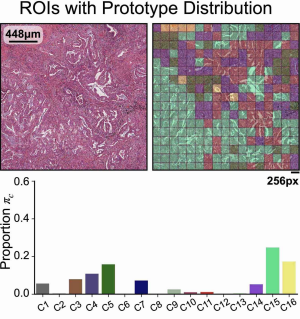 ROIs with Prototype Distribution
448μm
256px
Proportion πc
0.6
0.4
0.2
0.0
C1 C2 C3 C4 C5 C6 C7 C8 C9 C10 C11 C12 C13 C14 C15 C16